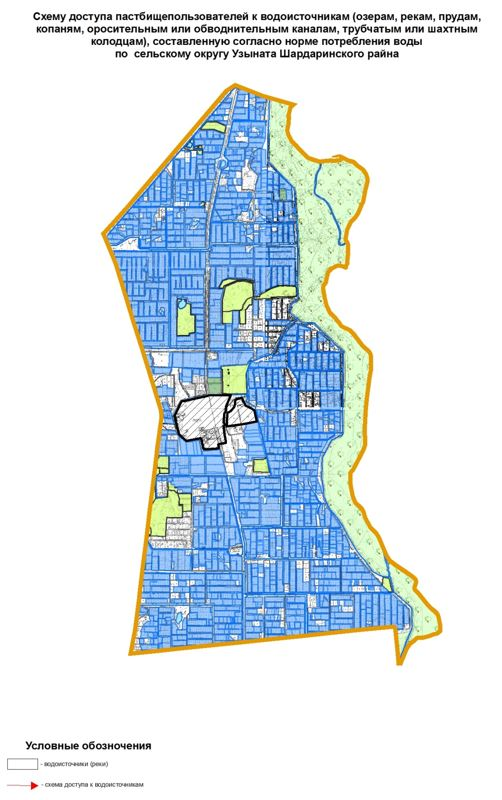 Схему доступа пастбищепользователей к водоисточникам (озерам, рекам, прудам,
копаням, оросительным или обводнительным каналам, трубчатым или шахтным
колодцам), составленную согласно норме потребления воды
по сельскому округу Узыната Шардаринского райна
Условные обозначения
- водоисточники (реки)
- схема доступа к водоисточникам